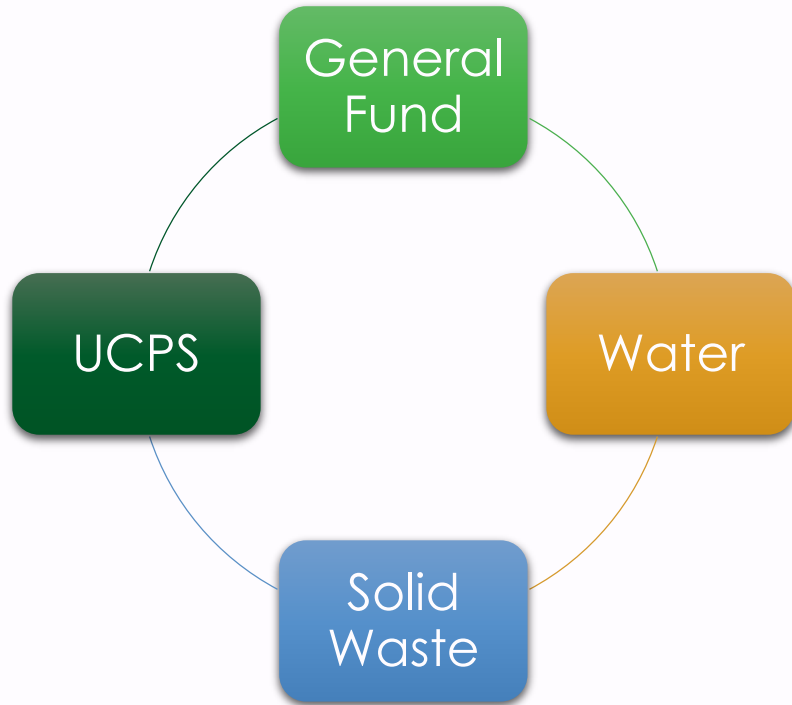 General
Fund
UCPS
Water
Solid
Waste